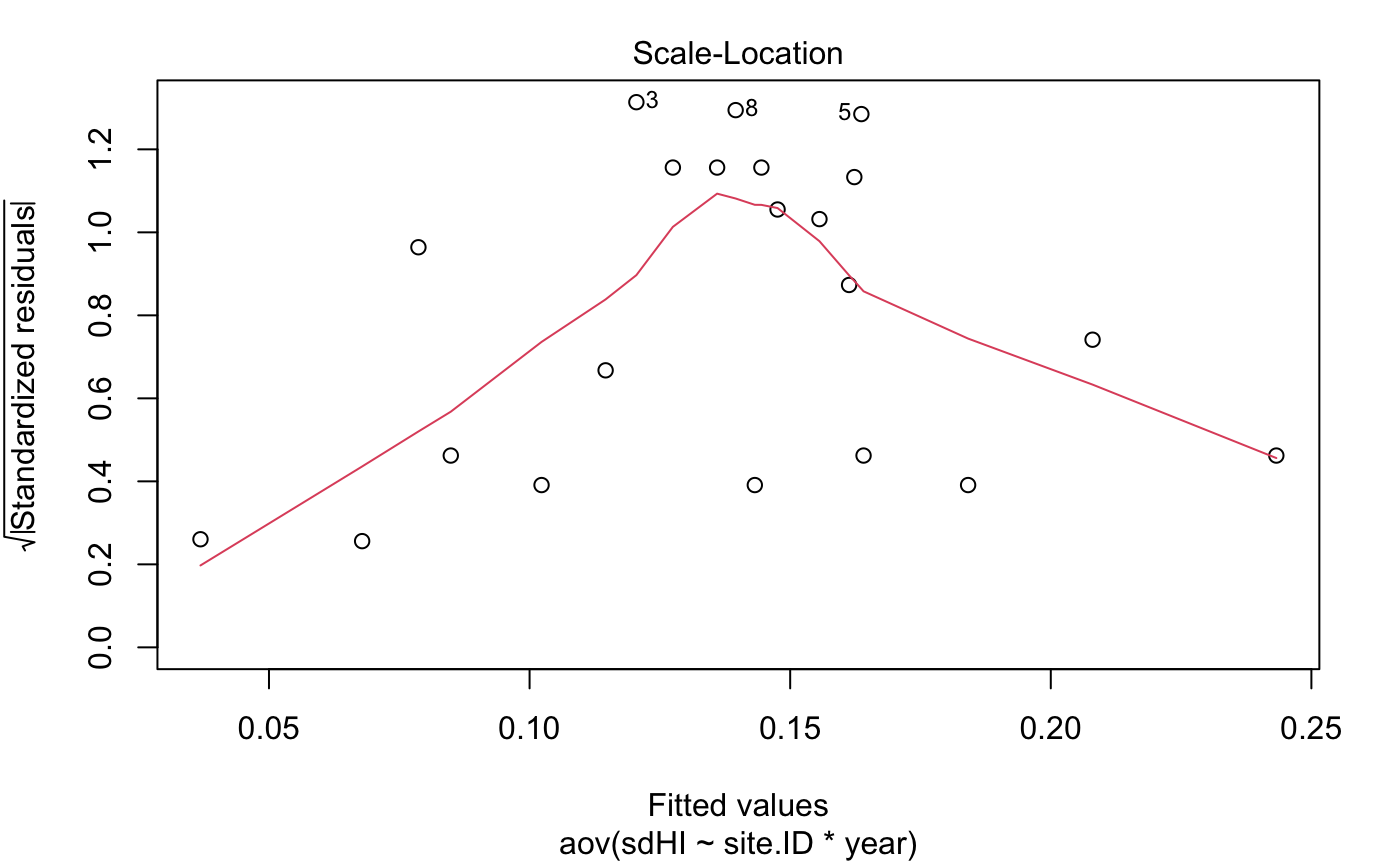 Scale-Location
√|Standardized residuals|
0.0 0.2 0.4 0.6 0.8 1.0 1.2
3
8
5
0.05 0.10 0.15 0.20 0.25
Fitted values
aov(sdHI ~ site.ID * year)